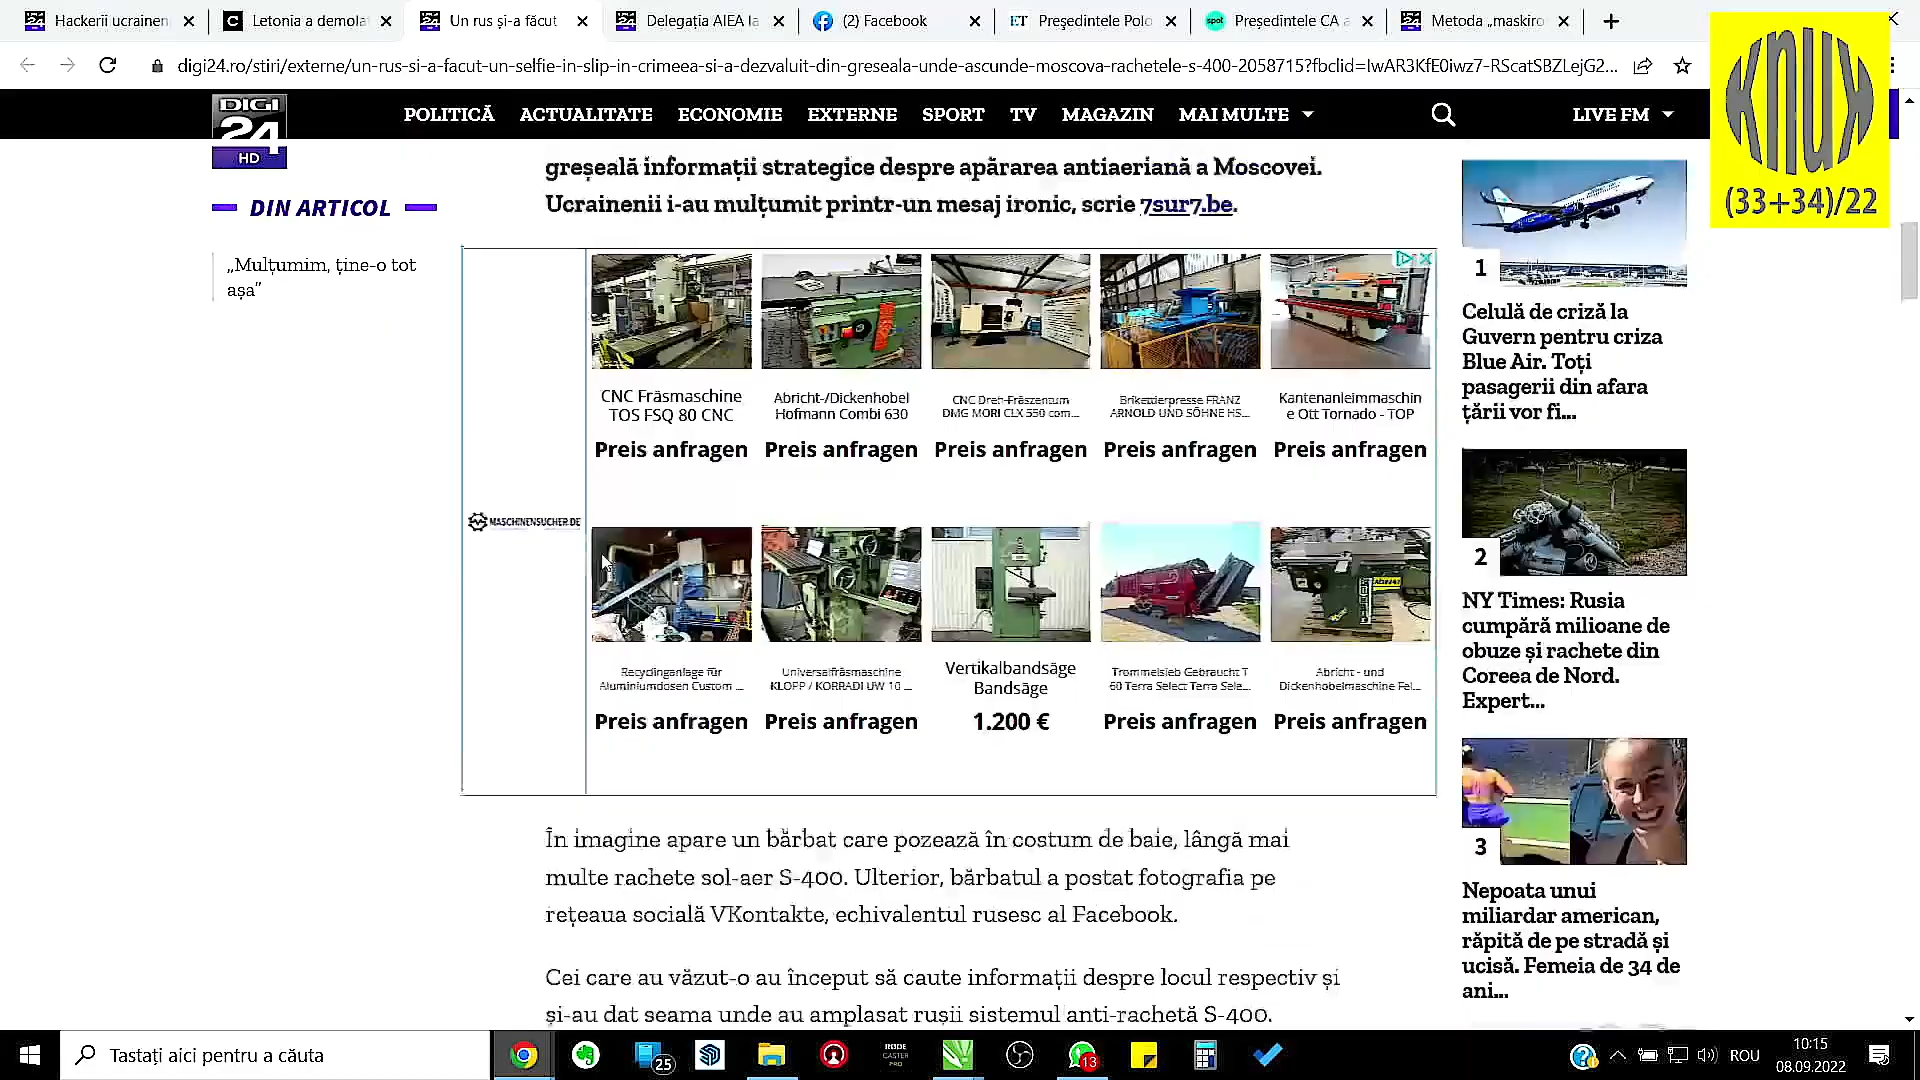 Hackerii ucrainen
Letonia a demolat
Un rus și-a făcut
Delegația AIEA la
(2) Facebook
Președintele Polo
Președintele CA a
Metoda „maskiro
digi24.ro/stiri/externe/un-rus-si-a-facut-un-selfie-in-slip-in-crimeea-si-a-dezvaluit-din-greseala-unde-ascunde-moscova-rachetele-s-400-2058715?fbclid=IwAR3KfE0iwz7-RScatSBZLejG2...
knuk
(33+34)/22
DIGI
24
HD
POLITICĂ ACTUALITATE ECONOMIE EXTERNE SPORT TV MAGAZIN MAI MULTE LIVE FM
DIN ARTICOL
„Mulțumim, ține-o tot
așa”
greșeală informații strategice despre apărarea antiaeriană a Moscovei.
Ucrainenii i-au mulțumit printr-un mesaj ironic, scrie 7sur7.be.
MASCHINENSUCHER.DE
CNC Fräsmaschine
TOS FSQ 80 CNC
Preis anfragen
Abricht-/Dickenhobel
Hofmann Combi 630
Preis anfragen
CNC Dreh-Fräszentrum
DMG MORI CLX 550 com...
Preis anfragen
Brikettierpresse FRANZ
ARNOLD UND SÖHNE HS...
Preis anfragen
Kantenanleimmaschin
e Ott Tornado - TOP
Preis anfragen
Recyclinganlage für
Aluminiumdosen Custom ...
Preis anfragen
Universalfräsmaschine
KLOPP / KORRADI UW 10 ...
Preis anfragen
Vertikalbandsäge
Bandsäge
1.200 €
Trommelsieb Gebraucht T
60 Terra Select Terra Sele...
Preis anfragen
Abricht - und
Dickenhobelmaschine Fel...
Preis anfragen
În imagine apare un bărbat care pozează în costum de baie, lângă mai
multe rachete sol-aer S-400. Ulterior, bărbatul a postat fotografia pe
rețeaua socială VKontakte, echivalentul rusesc al Facebook.
Cei care au văzut-o au început să caute informații despre locul respectiv și
și-au dat seama unde au amplasat rușii sistemul anti-rachetă S-400.
1
Celulă de criză la
Guvern pentru criza
Blue Air. Toți
pasagerii din afara
țării vor fi...
2
NY Times: Rusia
cumpără milioane de
obuze și rachete din
Coreea de Nord.
Expert...
3
Nepoata unui
miliardar american,
răpită de pe stradă și
ucisă. Femeia de 34 de
ani...
Tastați aici pentru a căuta
25
RØDE
CASTER
PRO
13
ROU
10:15
08.09.2022